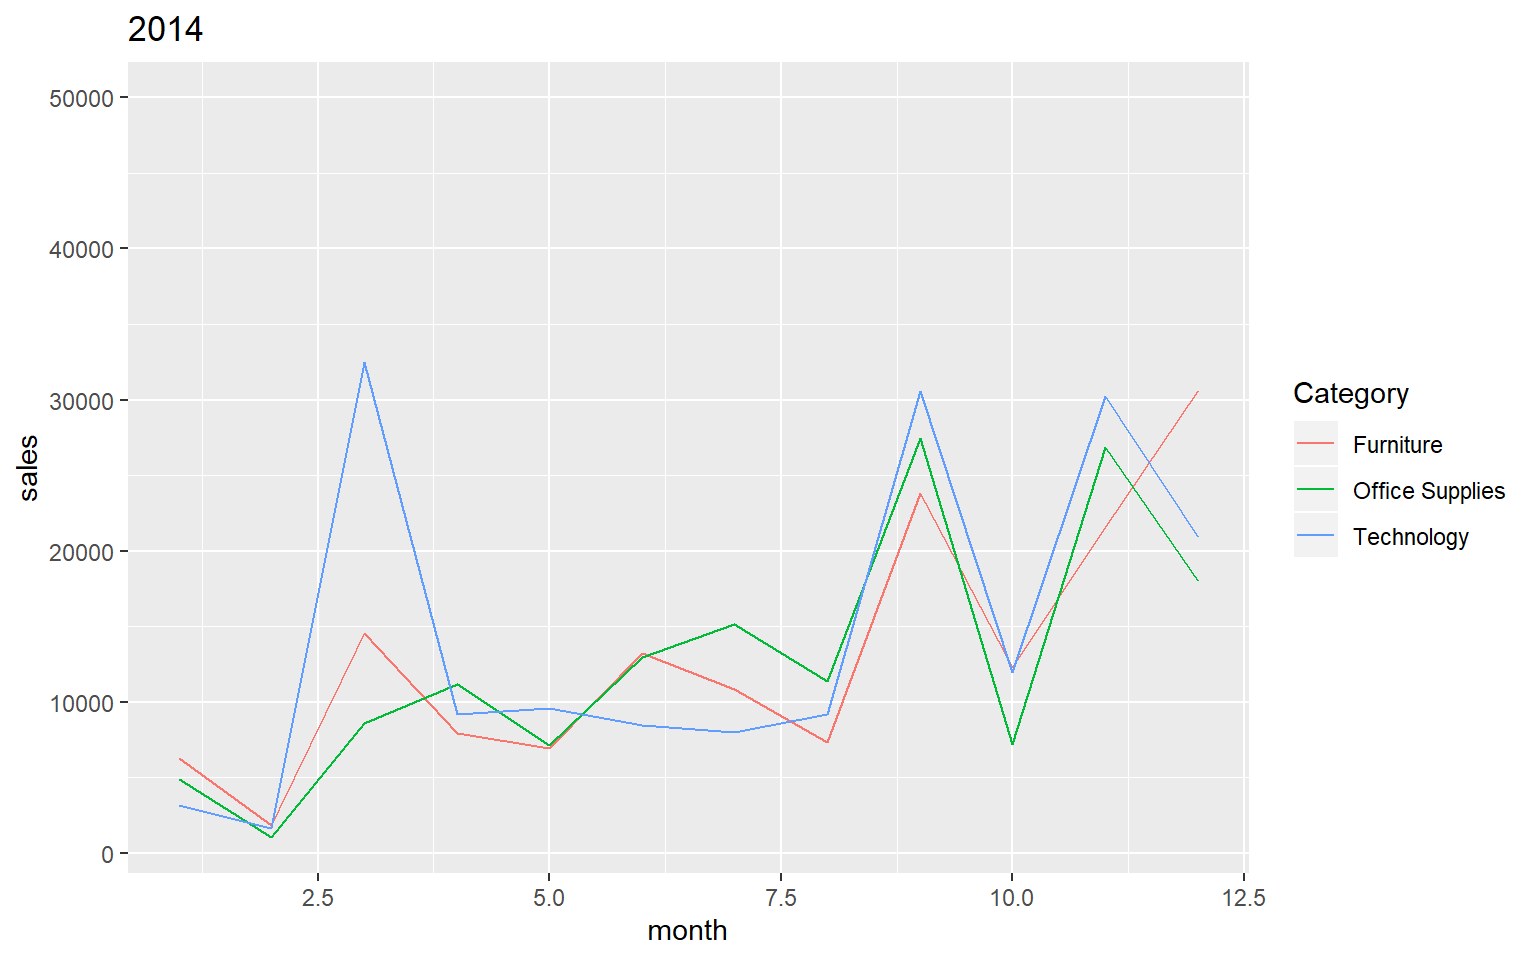 2014
50000
40000
30000
20000
10000
0
sales
2.5 5.0 7.5 10.0 12.5
month
Category
Furniture
Office Supplies
Technology